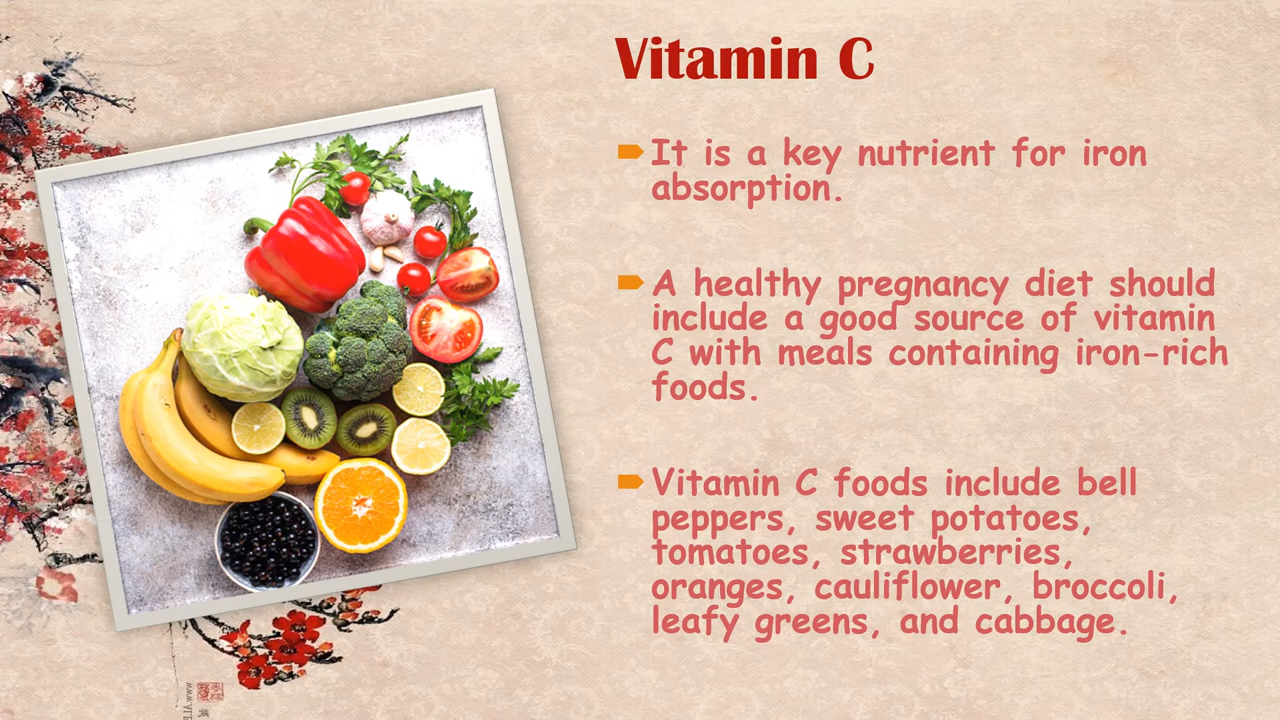 Vitamin C
It is a key nutrient for iron
absorption.
A healthy pregnancy diet should
include a good source of vitamin
C with meals containing iron-rich
foods.
Vitamin C foods include bell
peppers, sweet potatoes,
tomatoes, strawberries,
oranges, cauliflower, broccoli,
leafy greens, and cabbage.